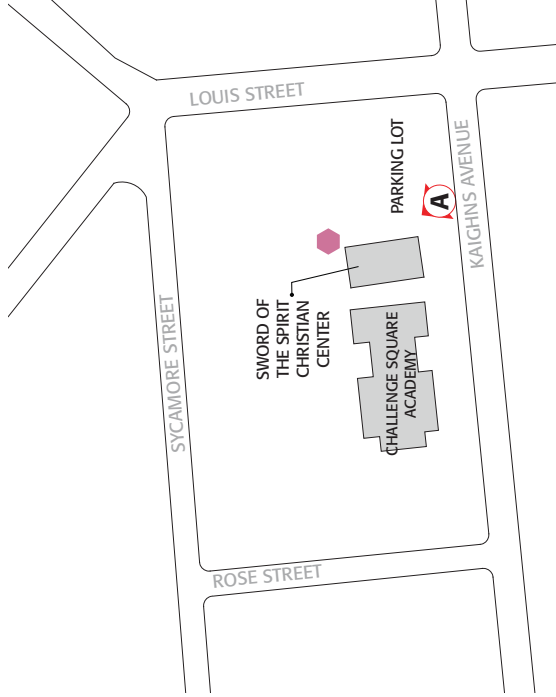 LOUIS STREET
PARKING LOT
KAIGHNS AVENUE
A
SWORD OF
THE SPIRIT
CHRISTIAN
CENTER
CHALLENGE SQUARE
ACADEMY
SYCAMORE STREET
ROSE STREET